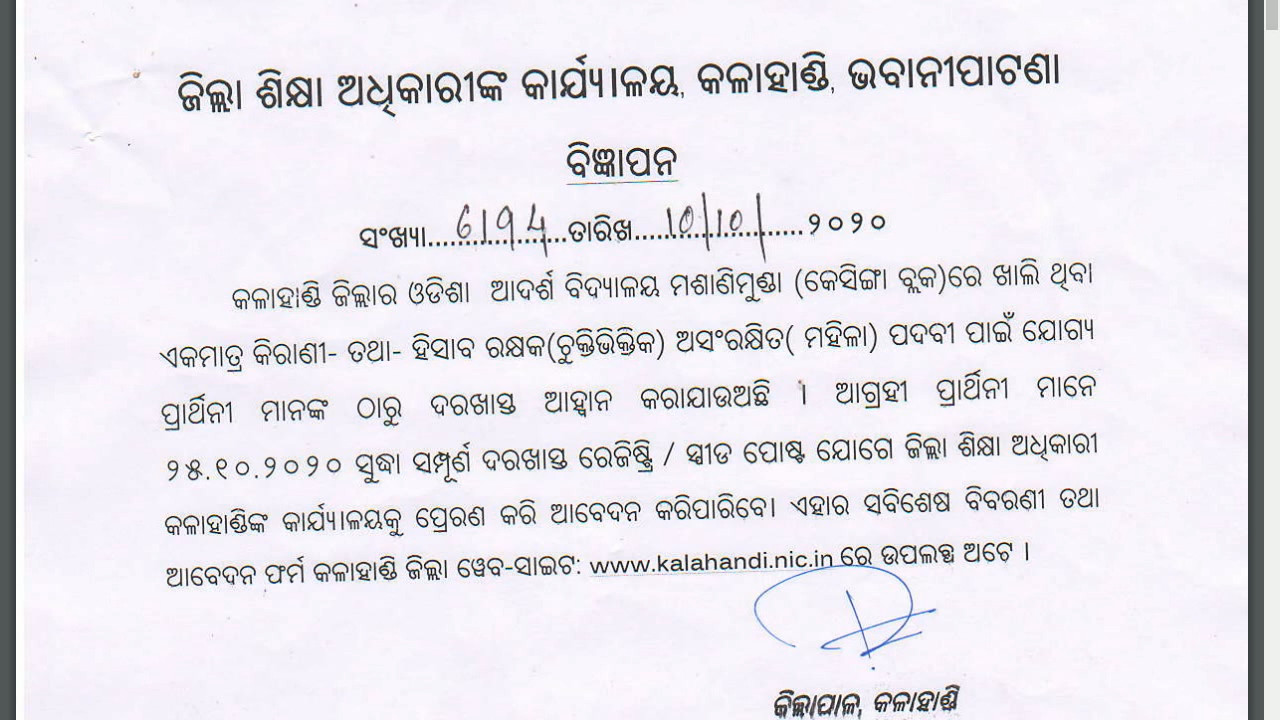 ଜିଲ୍ଲା ଶିକ୍ଷା ଅଧିକାରୀଙ୍କ କାର୍ଯ୍ୟାଳୟ, କଳାହାଣ୍ଡି, ଭବାନୀପାଟଣା
ବିଜ୍ଞାପନ
ସଂଖ୍ୟା......6194......ତାରିଖ......10/10/......୨୦୨୦
କଳାହାଣ୍ଡି ଜିଲ୍ଲାର ଓଡିଶା ଆଦର୍ଶ ବିଦ୍ୟାଳୟ ମଶାଣିମୁଣ୍ଡା (କେସିଙ୍ଗା ବ୍ଲକ)ରେ ଖାଲି ଥିବା
ଏକମାତ୍ର କିରାଣୀ- ତଥା- ହିସାବ ରକ୍ଷକ(ଚୁକ୍ତିଭିକ୍ତିକ) ଅସଂରକ୍ଷିତ( ମହିଳା) ପଦବୀ ପାଇଁ ଯୋଗ୍ୟ
ପ୍ରାର୍ଥିନୀ ମାନଙ୍କ ଠାରୁ ଦରଖାସ୍ତ ଆହ୍ୱାନ କରାଯାଉଅଛି । ଆଗ୍ରହୀ ପ୍ରାର୍ଥିନୀ ମାନେ
୨୫.୧୦.୨୦୨୦ ସୁଦ୍ଧା ସମ୍ପୂର୍ଣ ଦରଖାସ୍ତ ରେଜିଷ୍ଟ୍ରି / ସ୍ପୀଡ ପୋଷ୍ଟ ଯୋଗେ ଜିଲ୍ଲା ଶିକ୍ଷା ଅଧିକାରୀ
କଳାହାଣ୍ଡିଙ୍କ କାର୍ଯ୍ୟାଳୟକୁ ପ୍ରେରଣ କରି ଆବେଦନ କରିପାରିବେ। ଏହାର ସବିଶେଷ ବିବରଣୀ ତଥା
ଆବେଦନ ଫର୍ମ କଳାହାଣ୍ଡି ଜିଲ୍ଲା ୱେବ-ସାଇଟ: www.kalahandi.nic.in ରେ ଉପଲବ୍ଧ ଅଟେ ।
ଜିଲ୍ଲାପାଳ, କଳାହାଣ୍ଡି